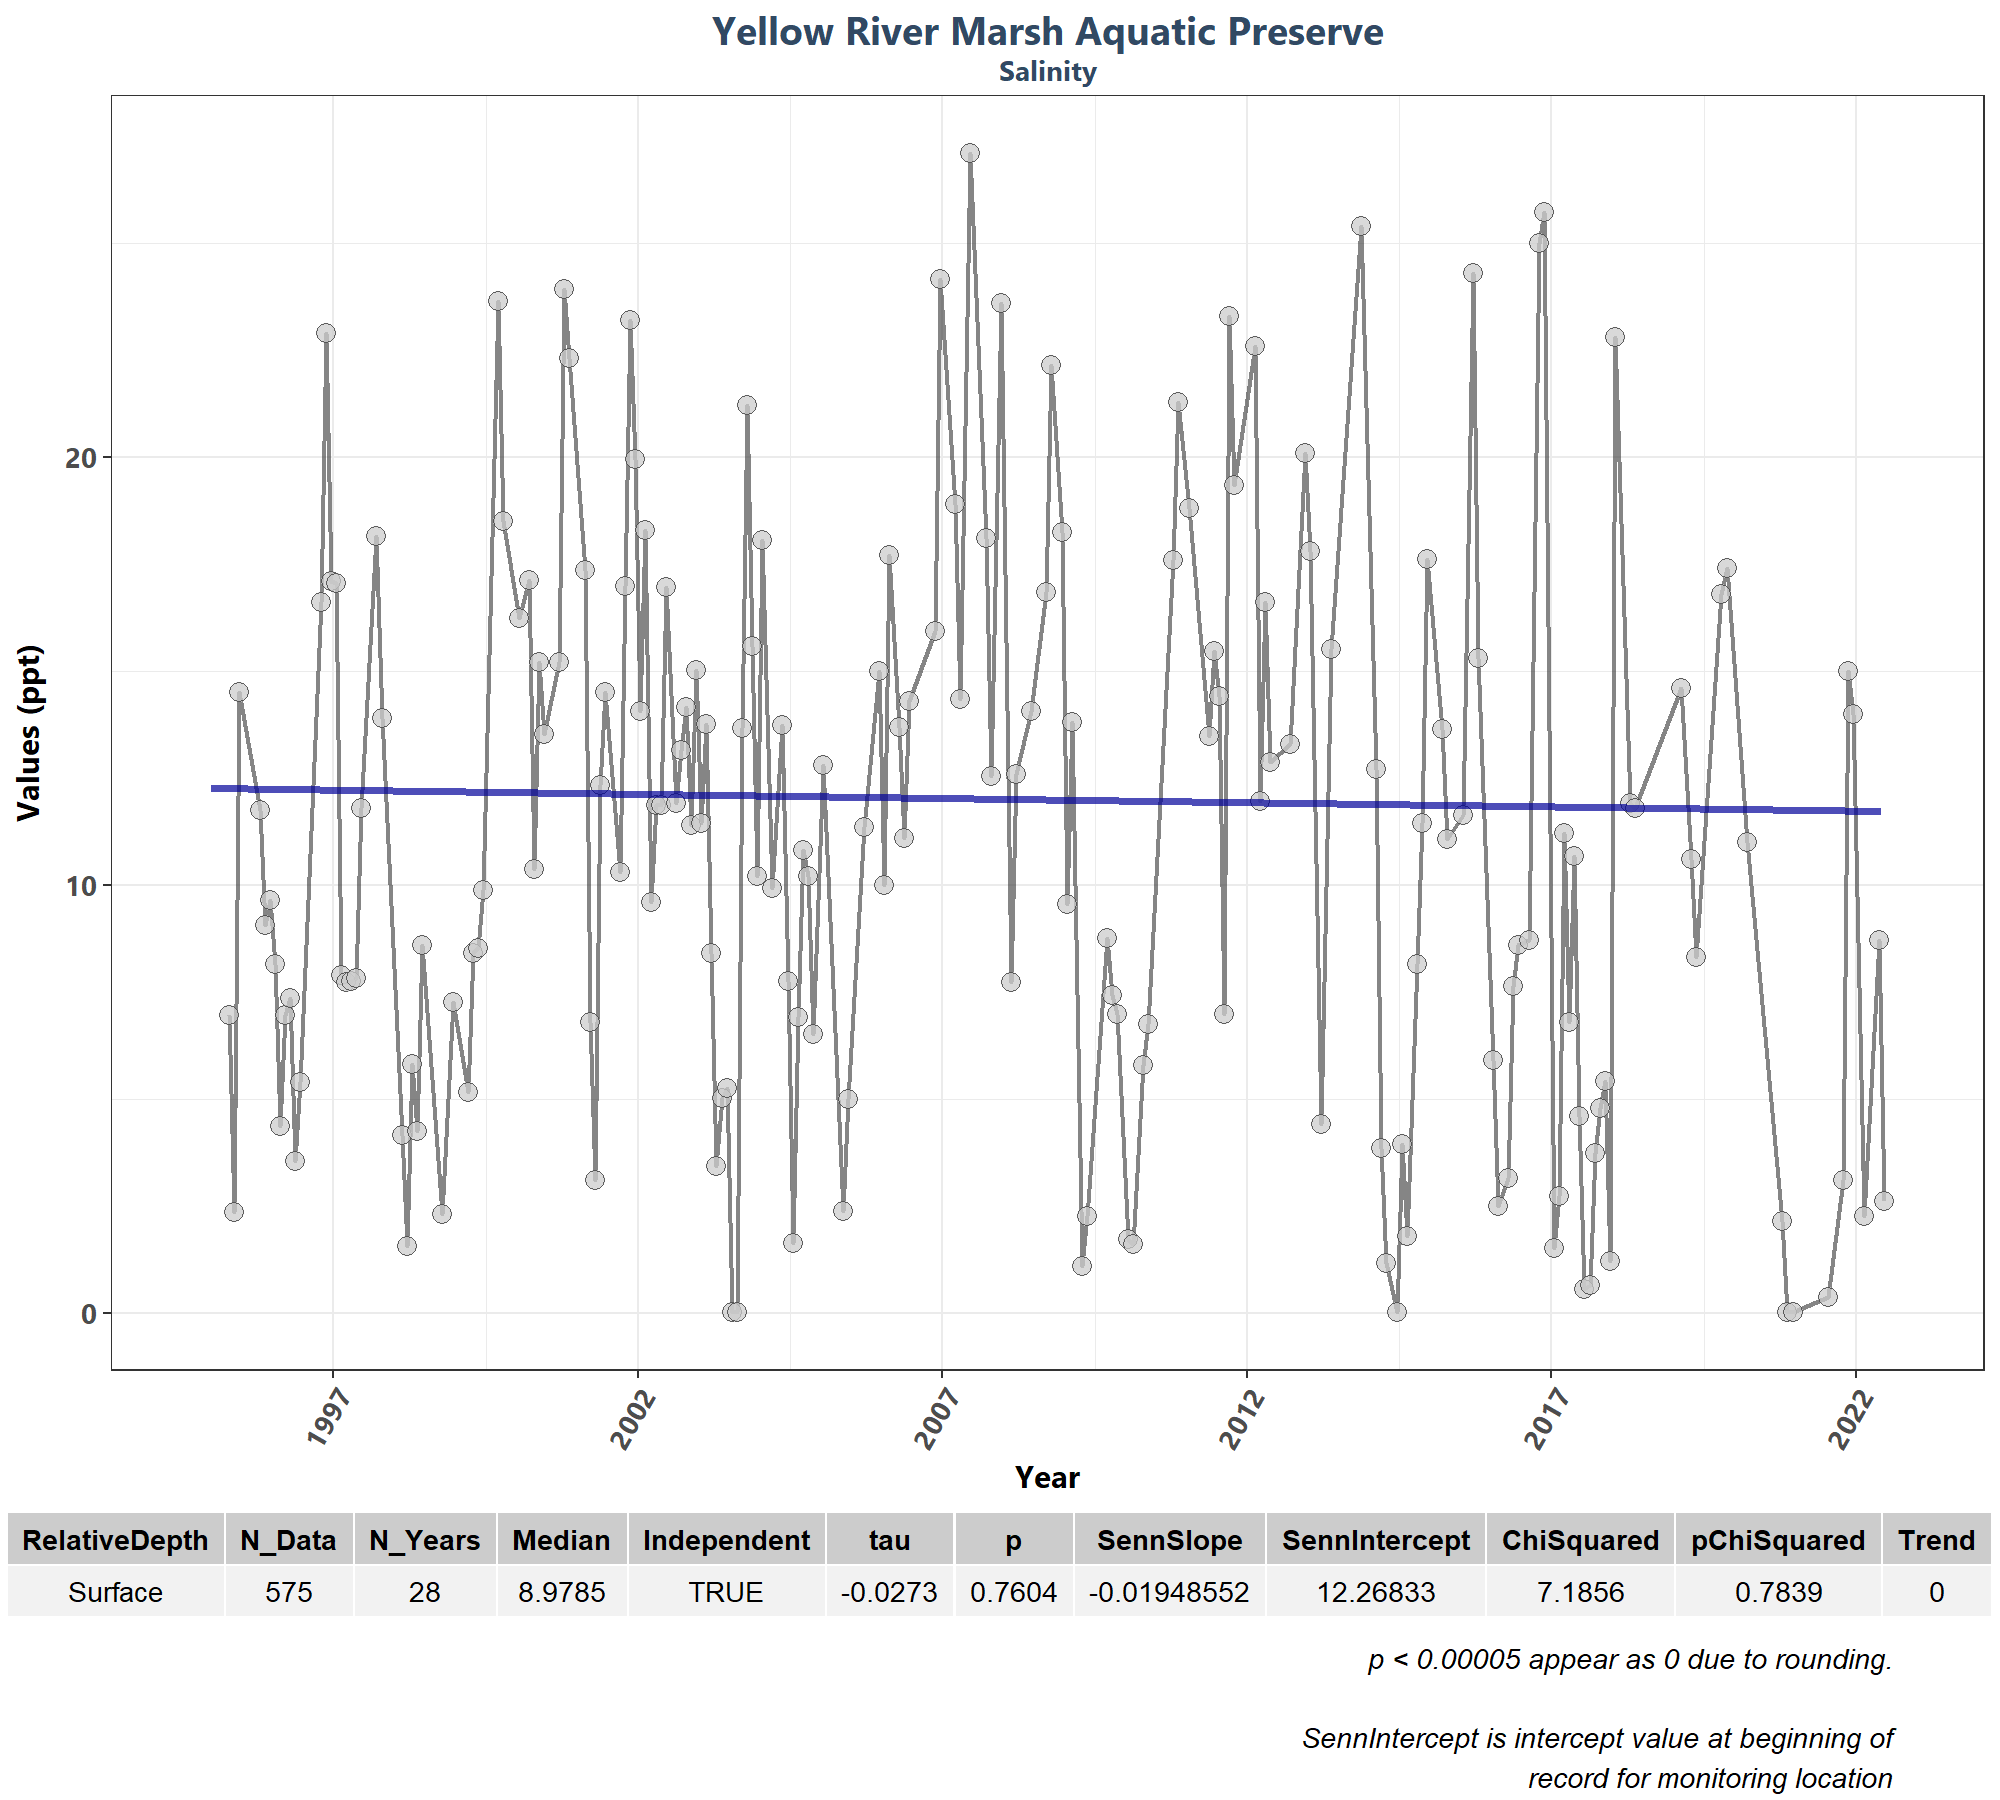 Yellow River Marsh Aquatic Preserve
Salinity
Values (ppt)
20
10
0
1997 2002 2007 2012 2017 2022
Year
RelativeDepth N_Data N_Years Median Independent tau p SennSlope SennIntercept ChiSquared pChiSquared Trend
Surface 575 28 8.9785 TRUE -0.0273 0.7604 -0.01948552 12.26833 7.1856 0.7839 0
p < 0.00005 appear as 0 due to rounding.
SennIntercept is intercept value at beginning of
record for monitoring location